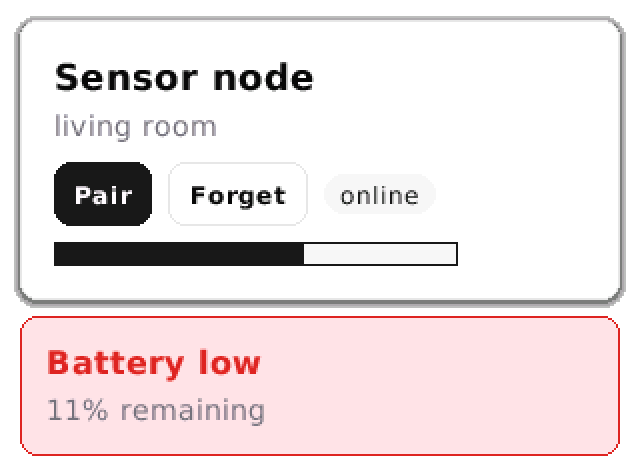 Sensor node
living room
Pair Forget online
Battery low
11% remaining